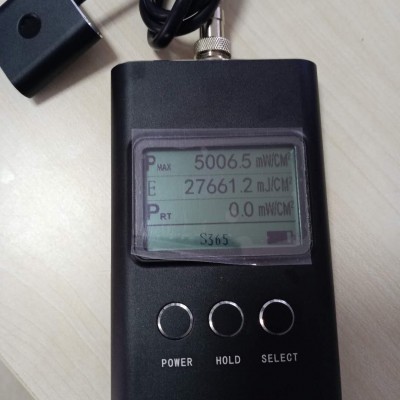 PMAX 5006.5 mW/CM²
E 27661.2 mJ/CM²
PRT 0.0 mW/CM²
S365
POWER HOLD SELECT